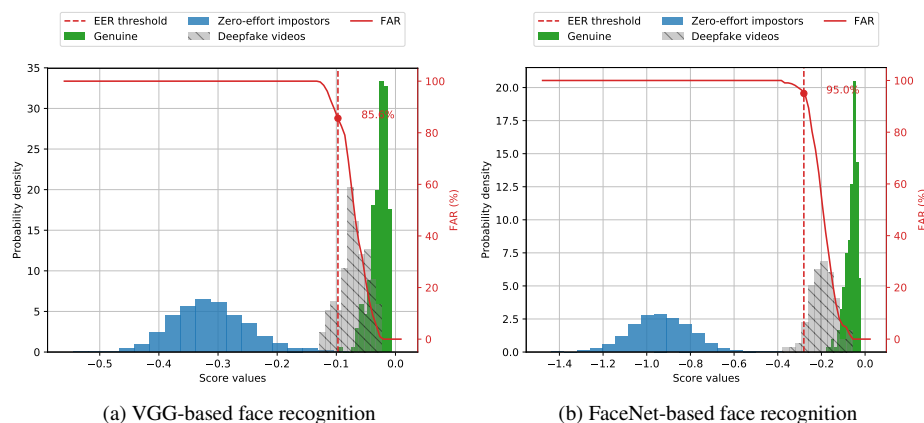 EER threshold
Genuine
Zero-effort impostors
Deepfake videos
FAR
35
30
25
20
15
10
5
0
Probability density
−0.5
−0.4
−0.3
−0.2
−0.1
0.0
Score values
100
80
60
40
20
0
FAR (%)
(a) VGG-based face recognition
EER threshold
Genuine
Zero-effort impostors
Deepfake videos
FAR
20.0
17.5
15.0
12.5
10.0
7.5
5.0
2.5
0.0
Probability density
−1.4
−1.2
−1.0
−0.8
−0.6
−0.4
−0.2
0.0
Score values
95.0%
100
80
60
40
20
0
FAR (%)
(b) FaceNet-based face recognition